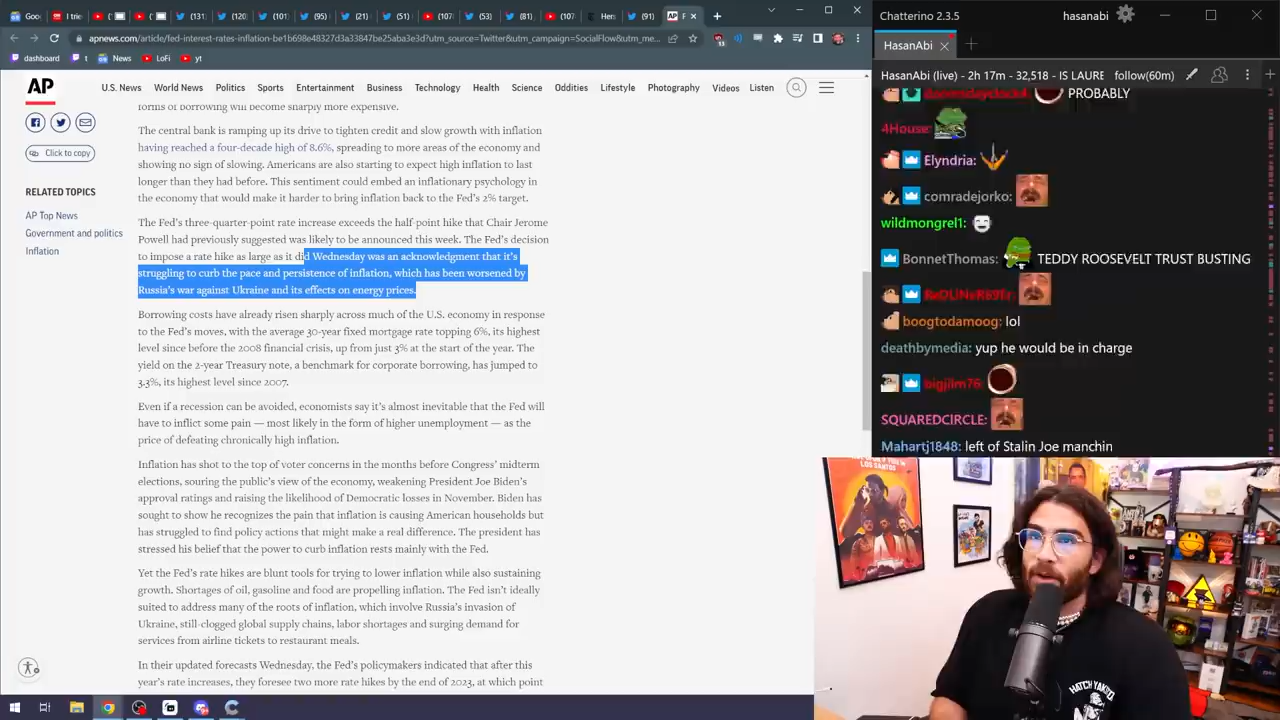 Goo
I trie
(131
(120
(101
(95)
(21)
(51)
(107
(53)
(81)
(107
Hers
(91)
F
apnews.com/article/fed-interest-rates-inflation-be1b698e48327d3a33847be25aba3e3d?utm_source=Twitter&utm_campaign=SocialFlow&utm_me...
dashboard
t
News
LoFi
yt
AP
U.S. News
World News
Politics
Sports
Entertainment
Business
Technology
Health
Science
Oddities
Lifestyle
Photography
Videos
Listen
Click to copy
RELATED TOPICS
AP Top News
Government and politics
Inflation
forms of borrowing will become sharply more expensive.
The central bank is ramping up its drive to tighten credit and slow growth with inflation
having reached a four-decade high of 8.6%, spreading to more areas of the economy and
showing no sign of slowing. Americans are also starting to expect high inflation to last
longer than they had before. This sentiment could embed an inflationary psychology in
the economy that would make it harder to bring inflation back to the Fed's 2% target.
The Fed's three-quarter-point rate increase exceeds the half-point hike that Chair Jerome
Powell had previously suggested was likely to be announced this week. The Fed's decision
to impose a rate hike as large as it did Wednesday was an acknowledgment that it's
struggling to curb the pace and persistence of inflation, which has been worsened by
Russia's war against Ukraine and its effects on energy prices.
Borrowing costs have already risen sharply across much of the U.S. economy in response
to the Fed's moves, with the average 30-year fixed mortgage rate topping 6%, its highest
level since before the 2008 financial crisis, up from just 3% at the start of the year. The
yield on the 2-year Treasury note, a benchmark for corporate borrowing, has jumped to
3.3%, its highest level since 2007.
Even if a recession can be avoided, economists say it's almost inevitable that the Fed will
have to inflict some pain — most likely in the form of higher unemployment — as the
price of defeating chronically high inflation.
Inflation has shot to the top of voter concerns in the months before Congress' midterm
elections, souring the public's view of the economy, weakening President Joe Biden's
approval ratings and raising the likelihood of Democratic losses in November. Biden has
sought to show he recognizes the pain that inflation is causing American households but
has struggled to find policy actions that might make a real difference. The president has
stressed his belief that the power to curb inflation rests mainly with the Fed.
Yet the Fed's rate hikes are blunt tools for trying to lower inflation while also sustaining
growth. Shortages of oil, gasoline and food are propelling inflation. The Fed isn't ideally
suited to address many of the roots of inflation, which involve Russia's invasion of
Ukraine, still-clogged global supply chains, labor shortages and surging demand for
services from airline tickets to restaurant meals.
In their updated forecasts Wednesday, the Fed's policymakers indicated that after this
year's rate increases, they foresee two more rate hikes by the end of 2023, at which point
Chatterino 2.3.5
hasanabi
HasanAbi
HasanAbi (live) - 2h 17m - 32,518 - IS LAURE
follow(60m)
PROBABLY
4House:
Elyndria:
comradejorko:
wildmongrel1:
BonnetThomas: TEDDY ROOSEVELT TRUST BUSTING
boogtodamoog: lol
deathbymedia: yup he would be in charge
bigjilm76
SQUAREDCIRCLE:
Mahartj1848: left of Stalin Joe manchin
LOS SANTOS
HATCH YAKITO